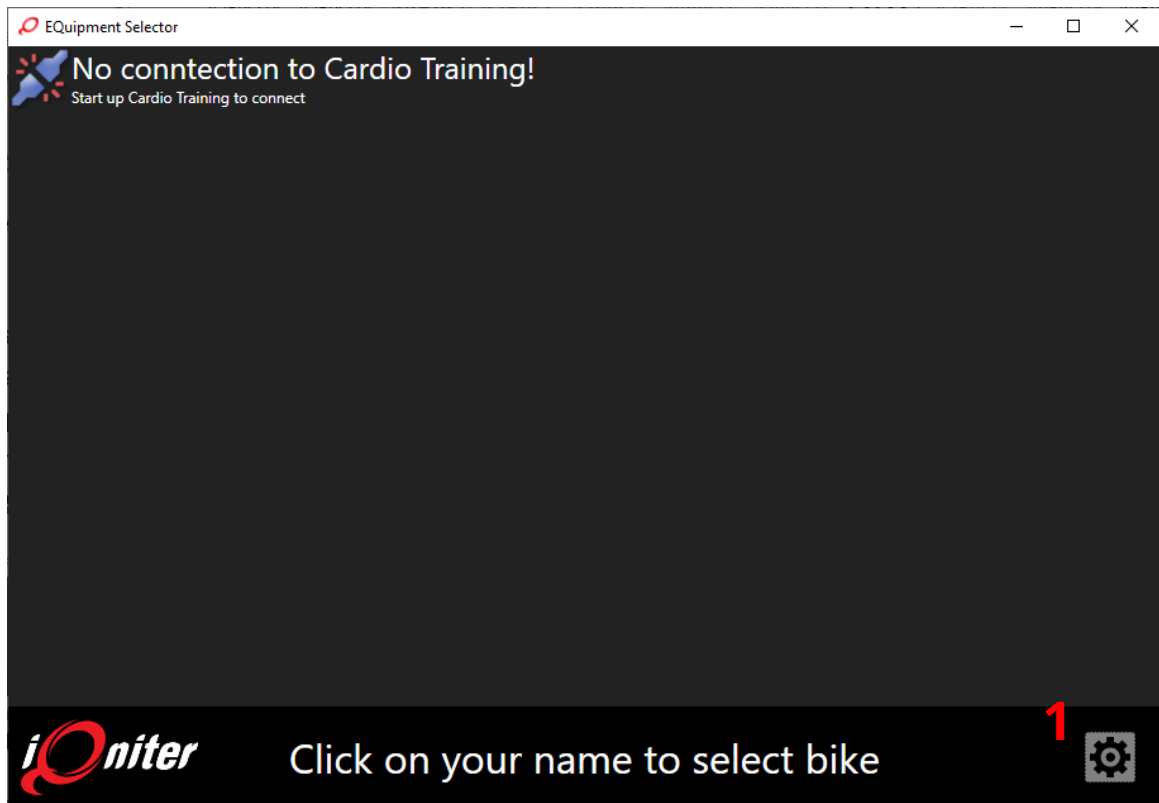 EQuipment Selector
No conntection to Cardio Training!
Start up Cardio Training to connect
1
iQniter
Click on your name to select bike